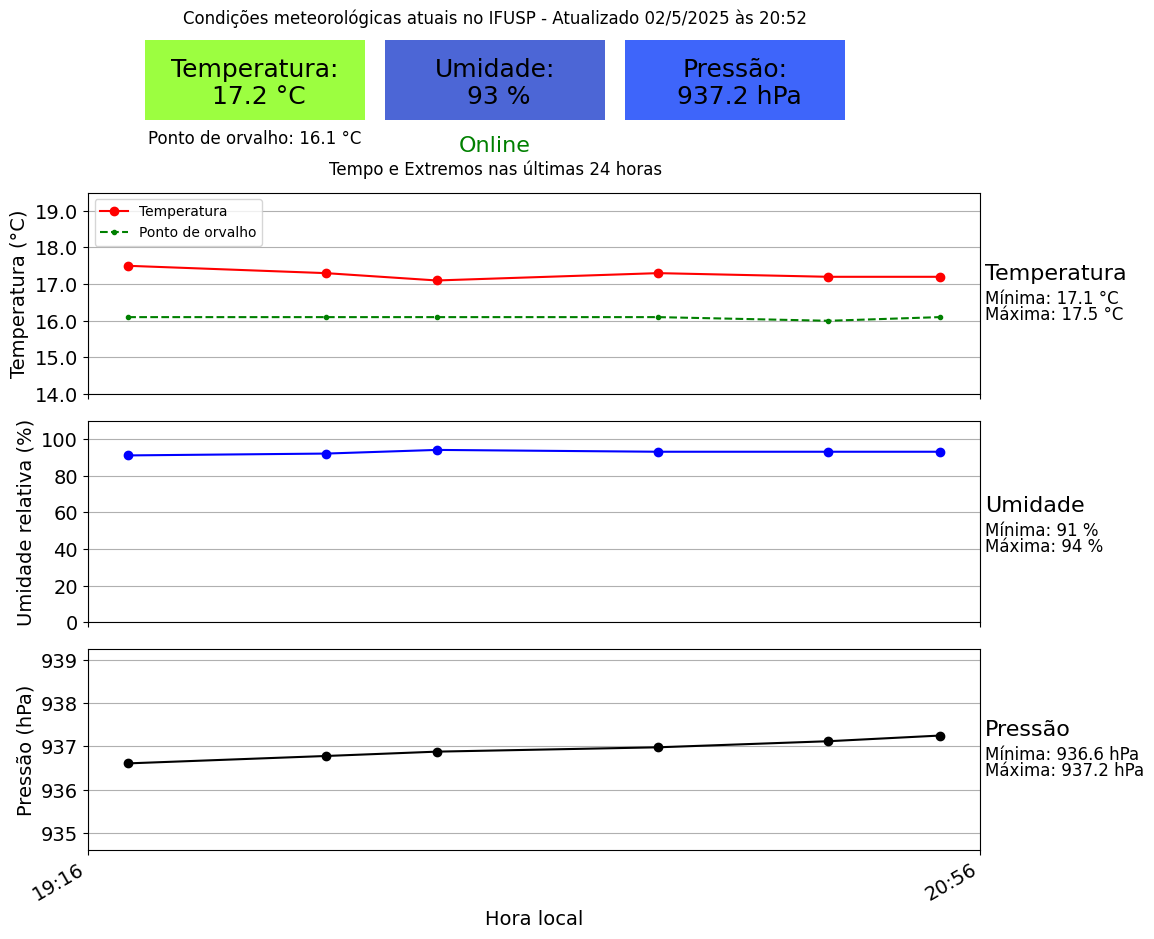 Condições meteorológicas atuais no IFUSP - Atualizado 02/5/2025 às 20:52
Temperatura:
17.2 °C
Umidade:
93 %
Pressão:
937.2 hPa
Ponto de orvalho: 16.1 °C
Online
Tempo e Extremos nas últimas 24 horas
Temperatura (°C)
19.0
18.0
17.0
16.0
15.0
14.0
Temperatura
Ponto de orvalho
Temperatura
Mínima: 17.1 °C
Máxima: 17.5 °C
Umidade relativa (%)
100
80
60
40
20
0
Umidade
Mínima: 91 %
Máxima: 94 %
Pressão (hPa)
939
938
937
936
935
Pressão
Mínima: 936.6 hPa
Máxima: 937.2 hPa
19:16
20:56
Hora local